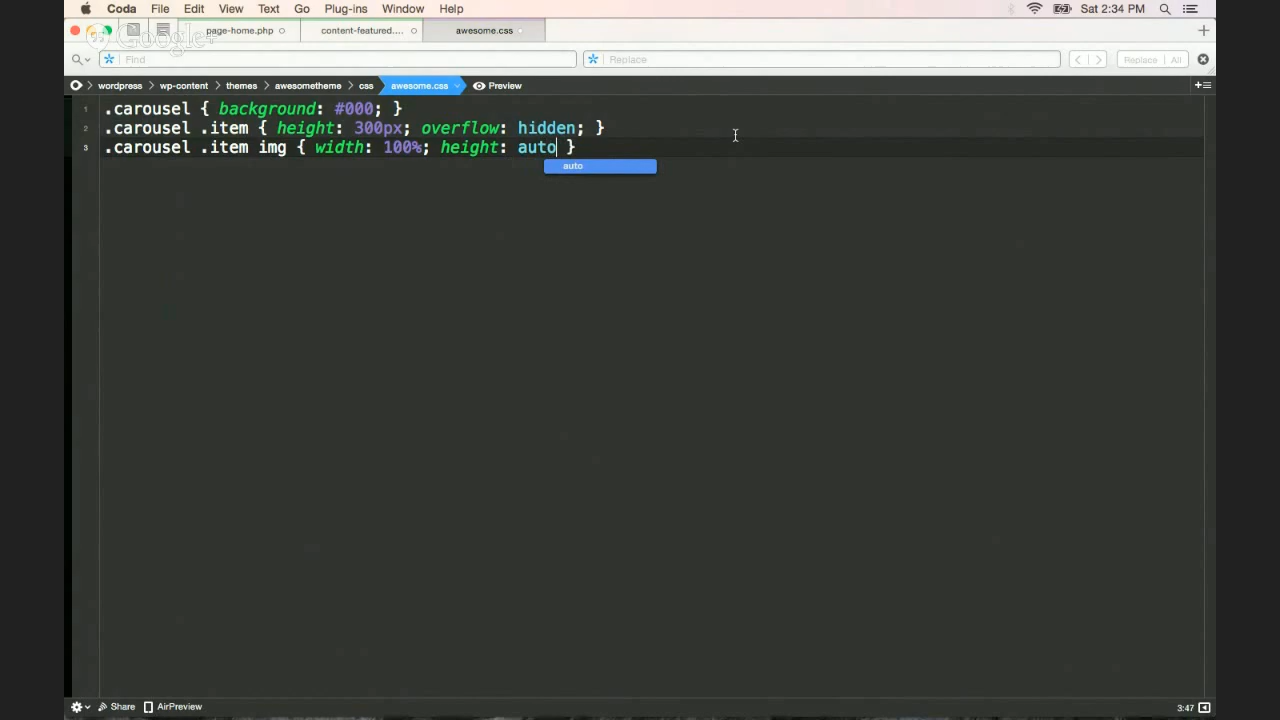 Coda File Edit View Text Go Plug-ins Window Help Sat 2:34 PM
Google+
page-home.php content-featured.... awesome.css
Find Replace Replace All
wordpress wp-content themes awesometheme css awesome.css Preview
1 .carousel { background: #000; }
2 .carousel .item { height: 300px; overflow: hidden; }
3 .carousel .item img { width: 100%; height: auto }
auto
Share AirPreview 3:47